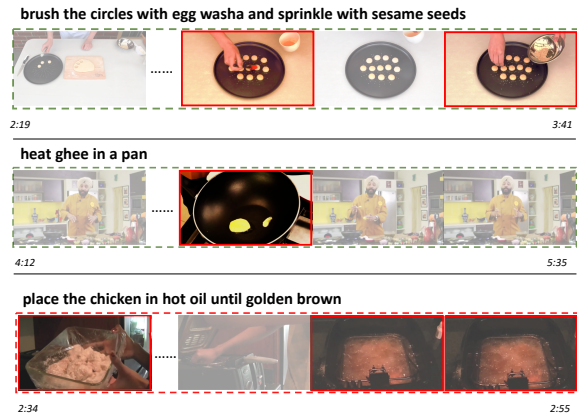 brush the circles with egg washa and sprinkle with sesame seeds
......
2:19 3:41
heat ghee in a pan
......
4:12 5:35
place the chicken in hot oil until golden brown
......
2:34 2:55